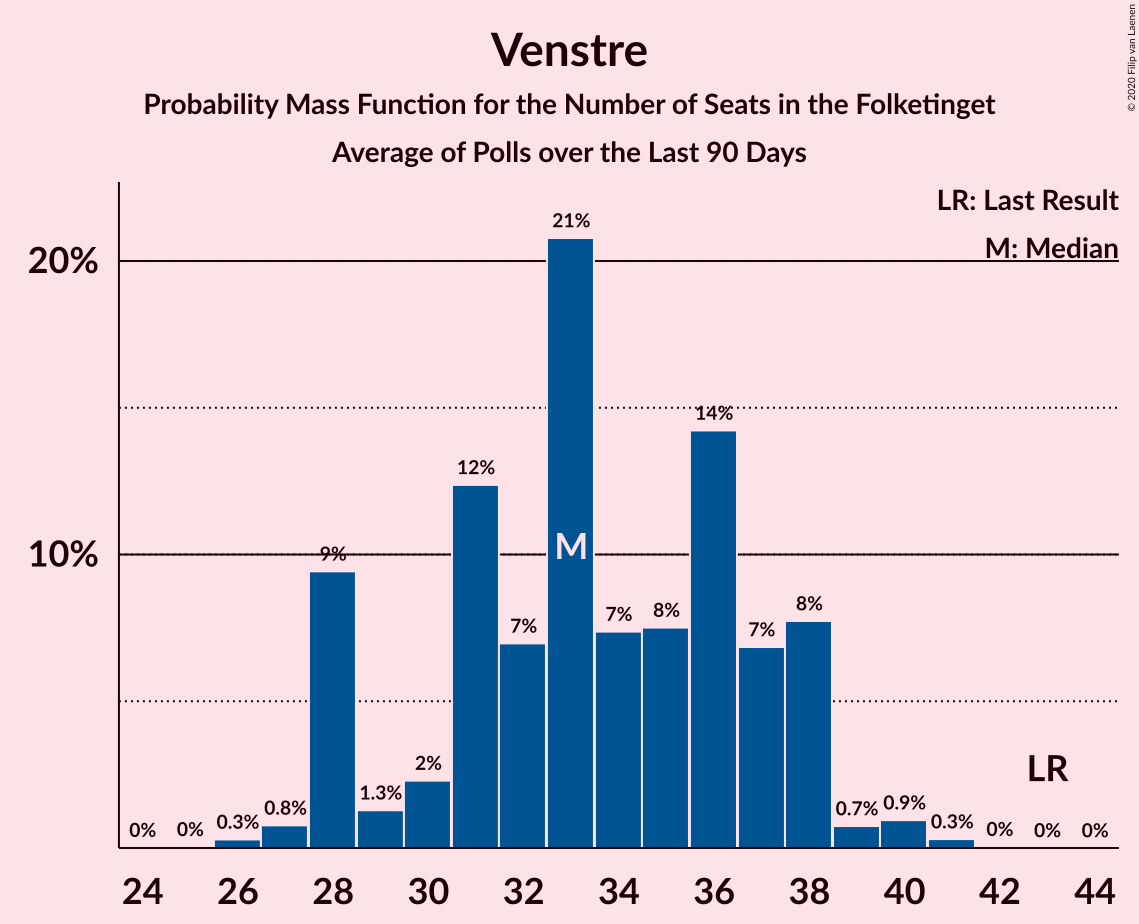 © 2020 Filip van Laenen
Venstre
Probability Mass Function for the Number of Seats in the Folketinget
Average of Polls over the Last 90 Days
LR: Last Result
M: Median
20%
10%
0% 0% 0.3% 0.8% 9% 1.3% 2% 12% 7% 21% 7% 8% 14% 7% 8% 0.7% 0.9% 0.3% 0% 0% 0%
M
LR
24 26 28 30 32 34 36 38 40 42 44